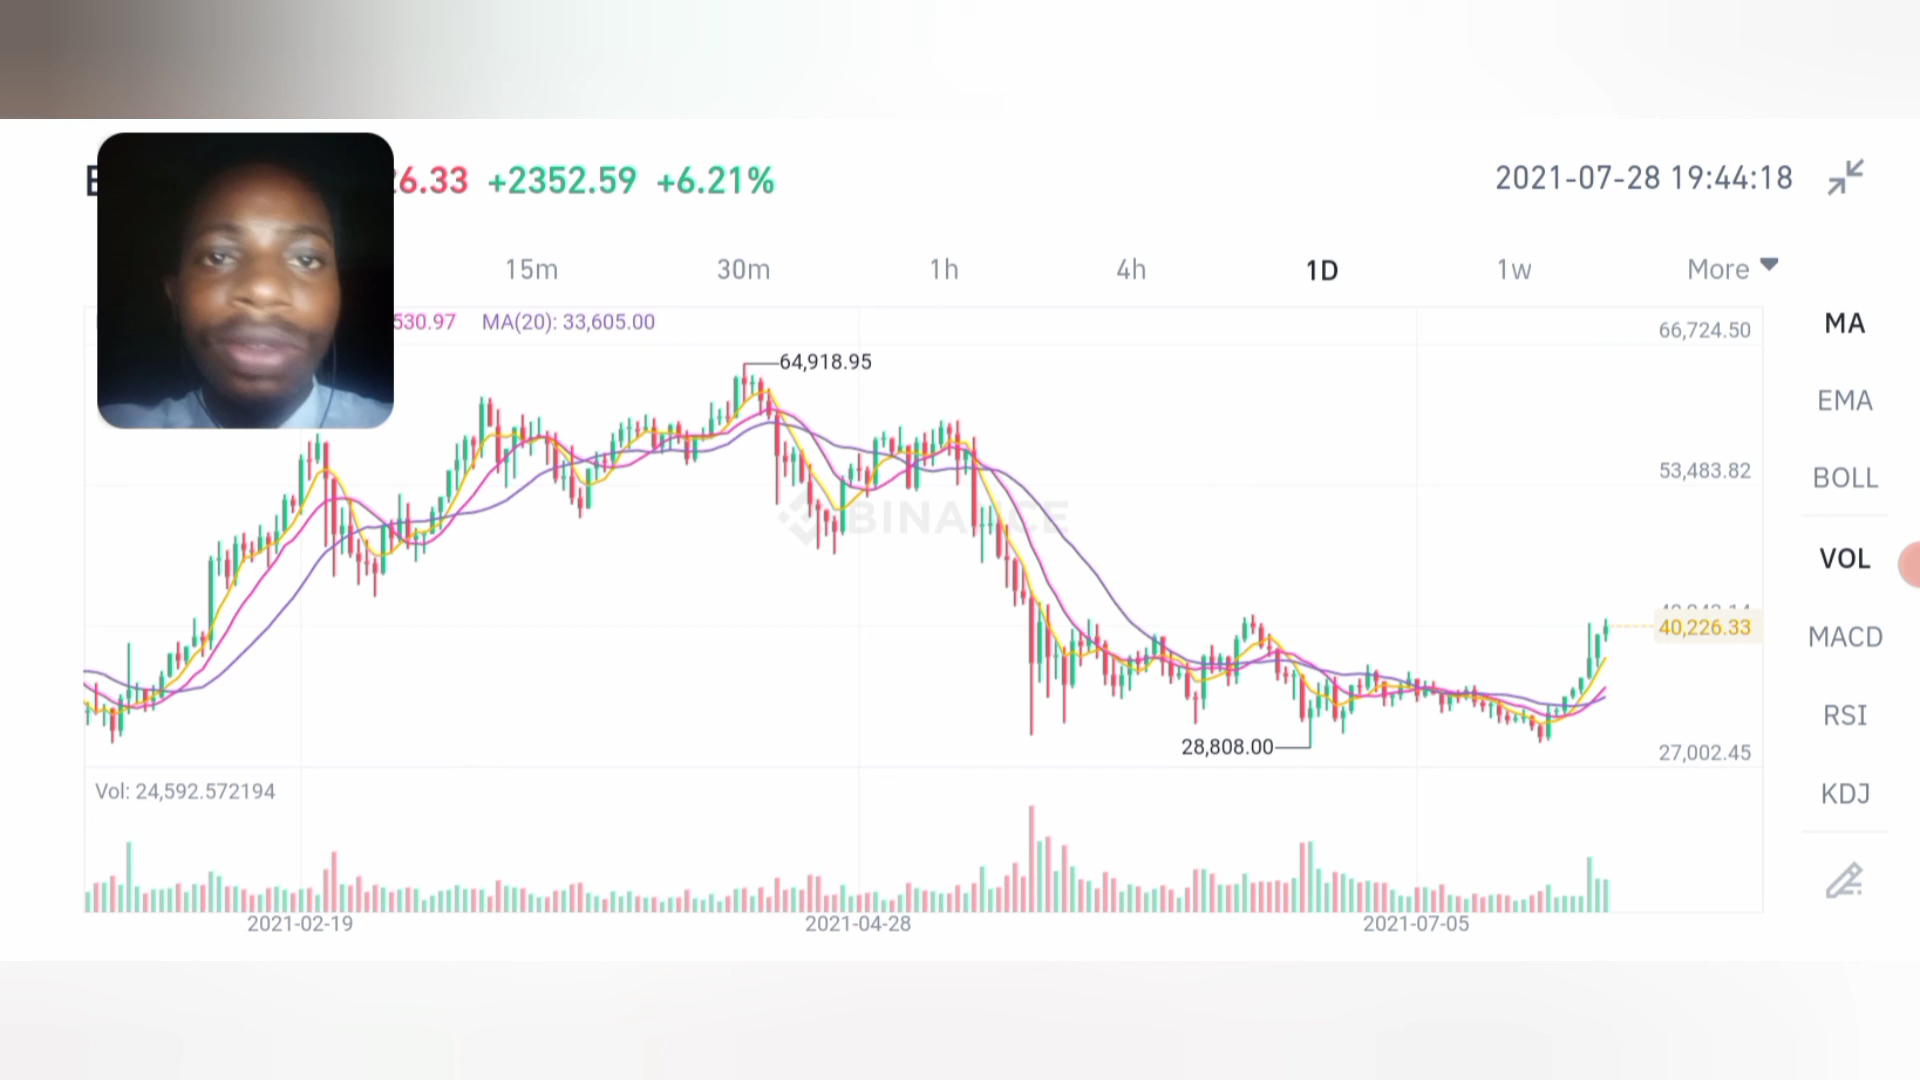 26.33 +2352.59 +6.21% 2021-07-28 19:44:18
15m 30m 1h 4h 1D 1w More
530.97 MA(20): 33,605.00
MA
66,724.50
64,918.95
EMA
53,483.82
BOLL
BINANCE
VOL
40,226.33
MACD
RSI
28,808.00
27,002.45
Vol: 24,592.572194
KDJ
2021-02-19 2021-04-28 2021-07-05